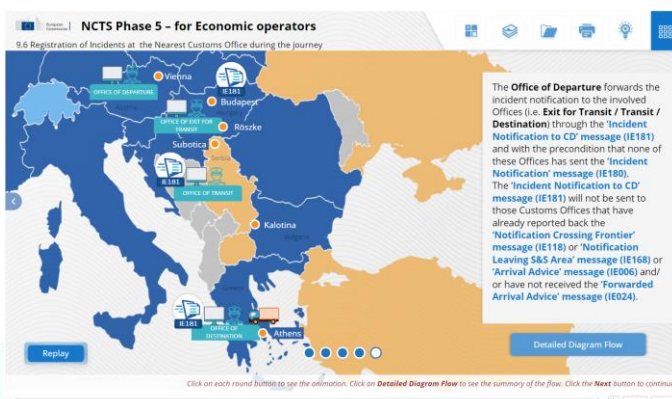 European Commission
NCTS Phase 5 – for Economic operators
9.6 Registration of Incidents at the Nearest Customs Office during the journey
Vienna
OFFICE OF DEPARTURE
Austria
IE181
Budapest
OFFICE OF EXIT FOR
TRANSIT
Röszke
Subotica
Serbia
IE181
OFFICE OF TRANSIT
Kalotina
Bulgaria
Greece
IE181
OFFICE OF
DESTINATION
Athens
The Office of Departure forwards the
incident notification to the involved
Offices (i.e. Exit for Transit / Transit /
Destination) through the 'Incident
Notification to CD' message (IE181)
and with the precondition that none of
these Offices has sent the 'Incident
Notification' message (IE180).
The 'Incident Notification to CD'
message (IE181) will not be sent to
those Customs Offices that have
already reported back the
'Notification Crossing Frontier'
message (IE118) or 'Notification
Leaving S&S Area' message (IE168) or
'Arrival Advice' message (IE006) and/
or have not received the 'Forwarded
Arrival Advice' message (IE024).
Replay
Detailed Diagram Flow
Click on each round button to see the animation. Click on Detailed Diagram Flow to see the summary of the flow. Click the Next button to continue